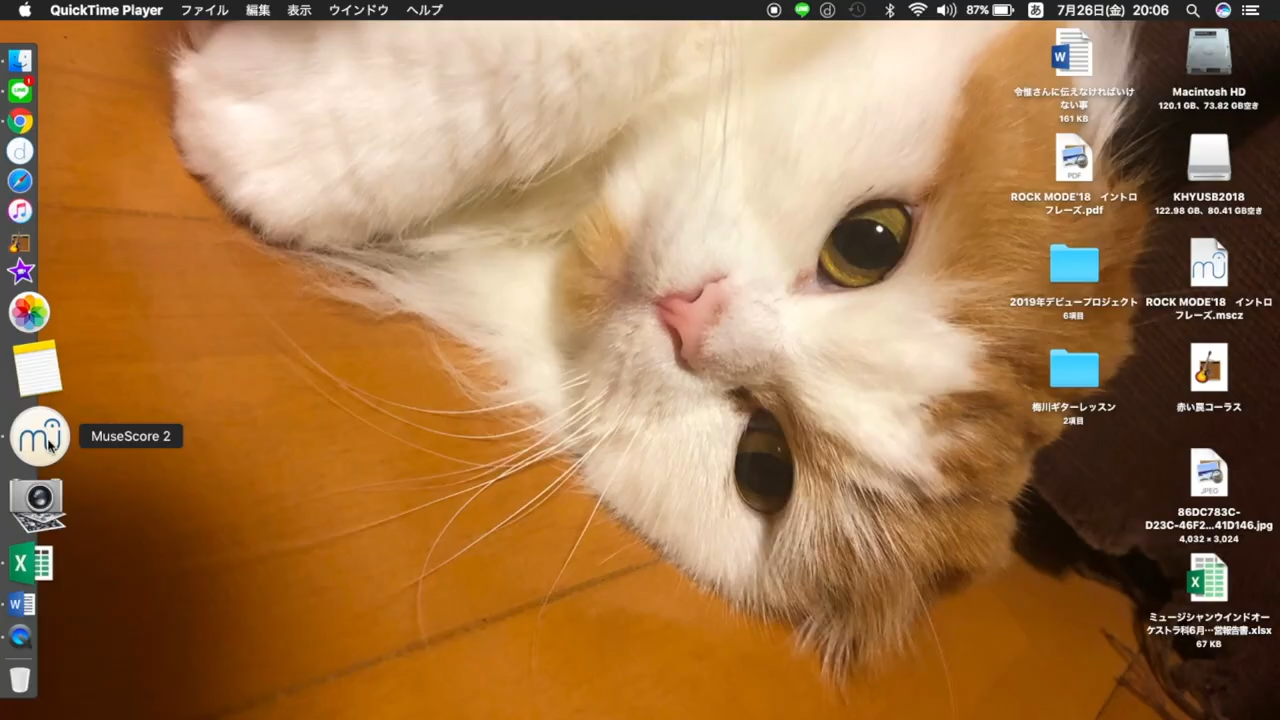 QuickTime Player ファイル 編集 表示 ウインドウ ヘルプ
87% あ 7月26日(金) 20:06
LINE 1
MuseScore 2
令惟さんに伝えなければいけ
ない事
161 KB
PDF
ROCK MODE'18 イントロ
フレーズ.pdf
2019年デビュープロジェクト
6項目
梅川ギターレッスン
2項目
Macintosh HD
120.1 GB、73.82 GB空き
KHYUSB2018
122.98 GB、80.41 GB空き
ROCK MODE'18 イントロ
フレーズ.mscz
赤い罠コーラス
JPEG
86DC783C-
D23C-46F2...41D146.jpg
4,032 × 3,024
ミュージシャンウインドオー
ケストラ科6月…営報告書.xlsx
67 KB